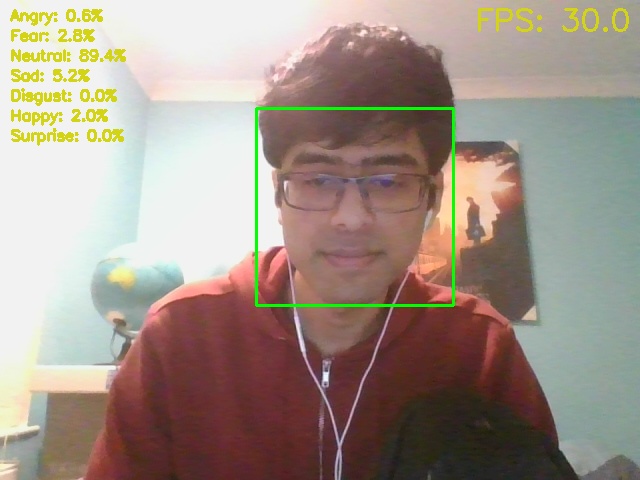 Angry: 0.6%
Fear: 2.8%
Neutral: 89.4%
Sad: 5.2%
Disgust: 0.0%
Happy: 2.0%
Surprise: 0.0%
FPS: 30.0